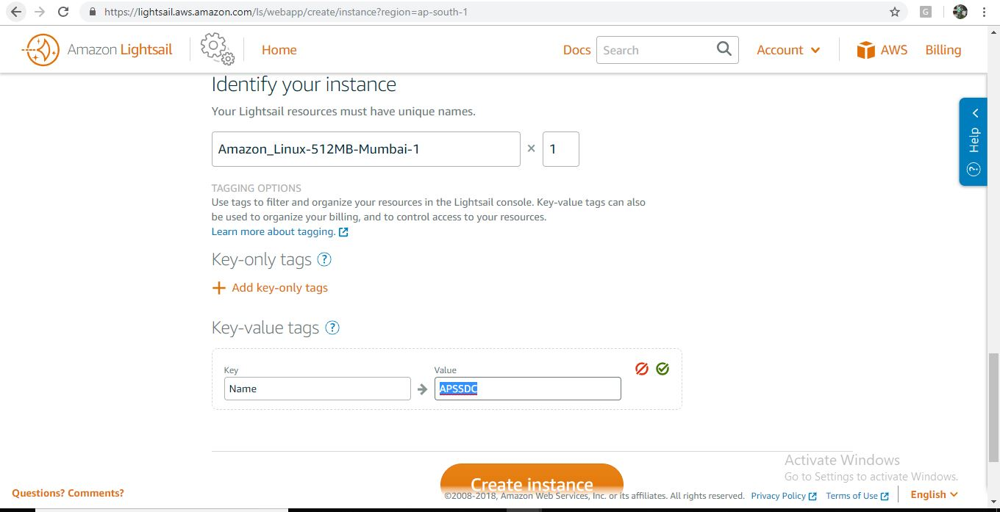 https://lightsail.aws.amazon.com/ls/webapp/create/instance?region=ap-south-1
G
Amazon Lightsail
Home
Docs
Search
Account
AWS
Billing
Identify your instance
Your Lightsail resources must have unique names.
Amazon_Linux-512MB-Mumbai-1 × 1
Help
?
TAGGING OPTIONS
Use tags to filter and organize your resources in the Lightsail console. Key-value tags can also
be used to organize your billing, and to control access to your resources.
Learn more about tagging.
Key-only tags ?
+ Add key-only tags
Key-value tags ?
Key Value
Name APSSDC
Activate Windows
Go to Settings to activate Windows.
Create instance
Questions? Comments?
©2008-2018, Amazon Web Services, Inc. or its affiliates. All rights reserved. Privacy Policy Terms of Use English